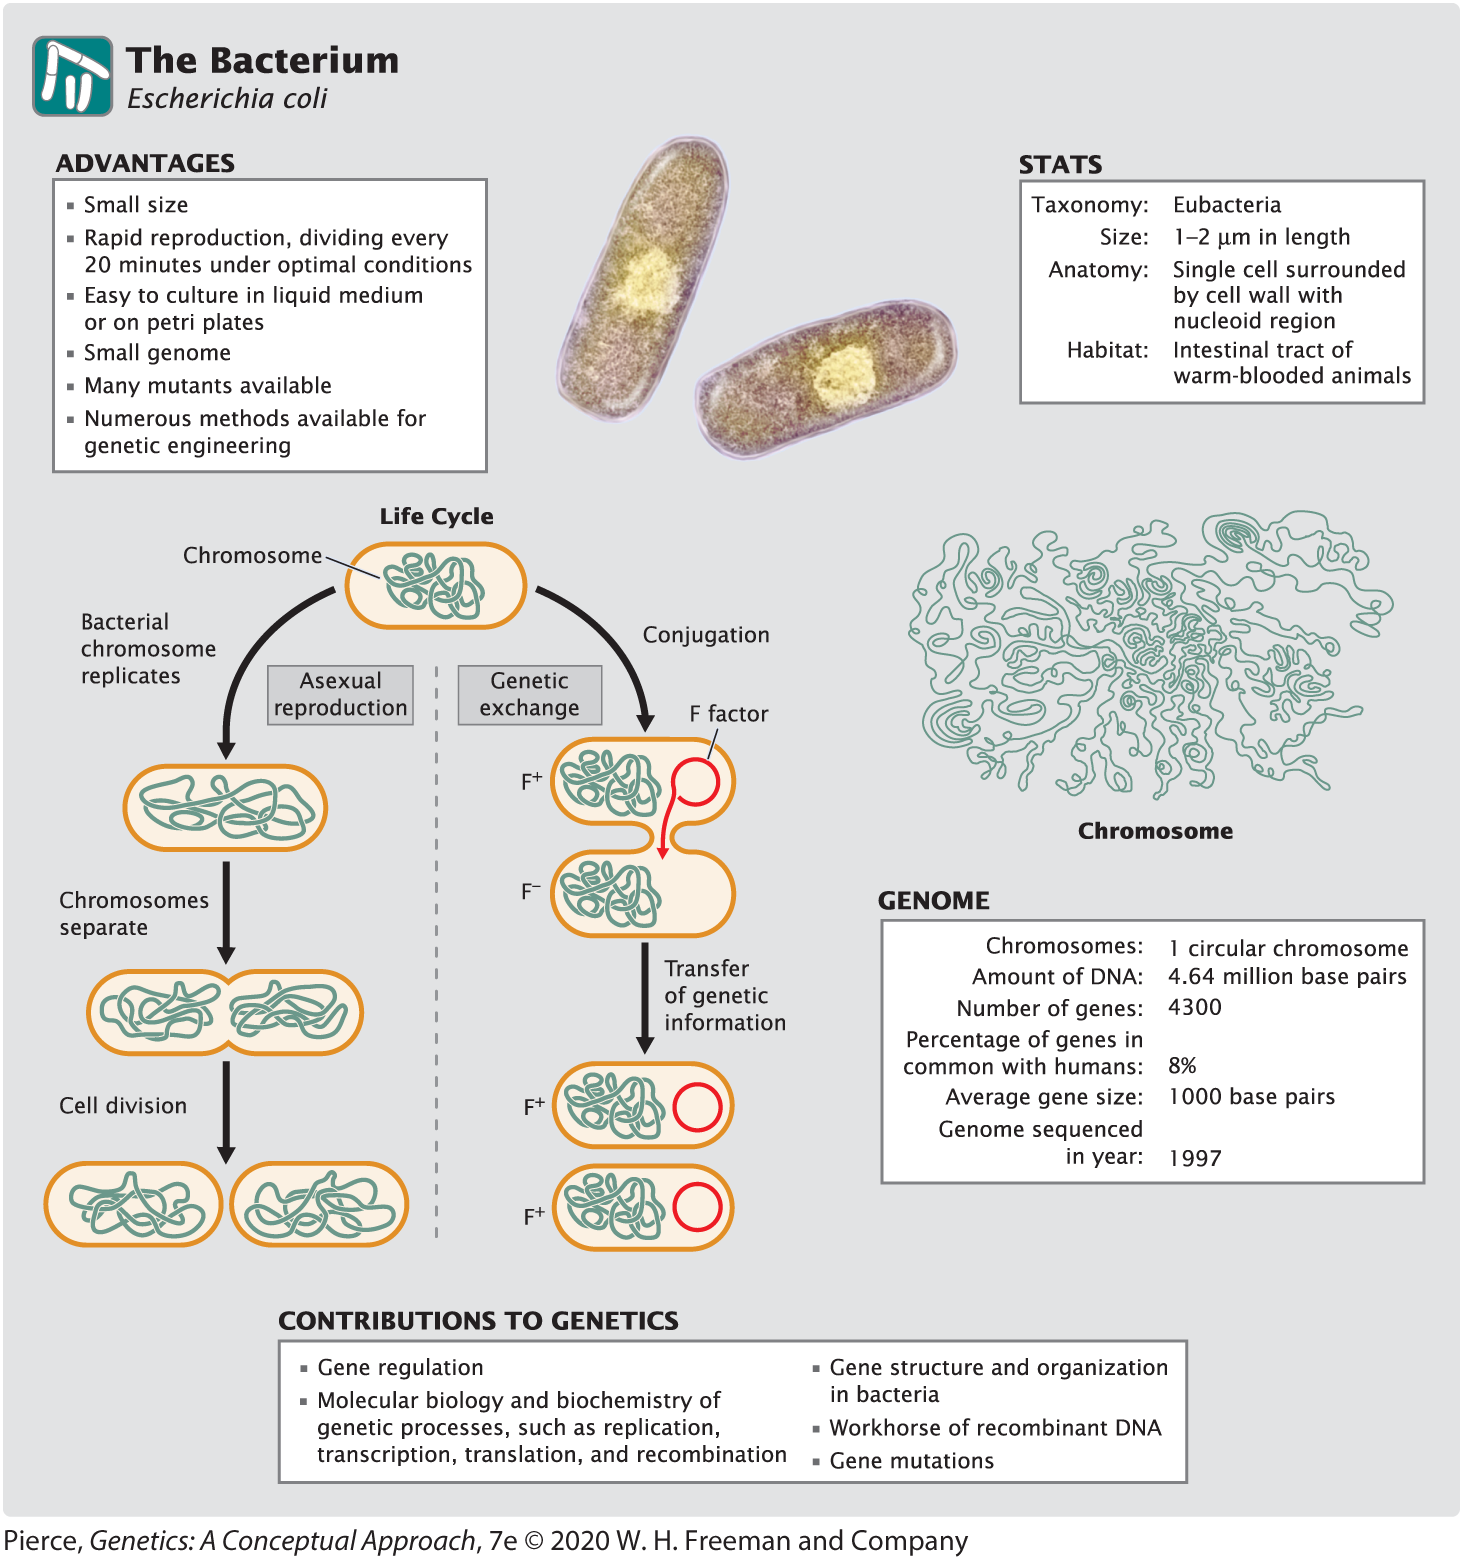 The Bacterium
Escherichia coli
ADVANTAGES
▪ Small size
▪ Rapid reproduction, dividing every
20 minutes under optimal conditions
▪ Easy to culture in liquid medium
or on petri plates
▪ Small genome
▪ Many mutants available
▪ Numerous methods available for
genetic engineering
STATS
Taxonomy: Eubacteria
Size: 1–2 μm in length
Anatomy: Single cell surrounded
by cell wall with
nucleoid region
Habitat: Intestinal tract of
warm-blooded animals
Life Cycle
Chromosome
Bacterial
chromosome
replicates
Asexual
reproduction
Chromosomes
separate
Cell division
Genetic
exchange
Conjugation
F factor
F⁺
F⁻
Transfer
of genetic
information
F⁺
F⁺
Chromosome
GENOME
Chromosomes: 1 circular chromosome
Amount of DNA: 4.64 million base pairs
Number of genes: 4300
Percentage of genes in
common with humans: 8%
Average gene size: 1000 base pairs
Genome sequenced
in year: 1997
CONTRIBUTIONS TO GENETICS
▪ Gene regulation
▪ Molecular biology and biochemistry of
genetic processes, such as replication,
transcription, translation, and recombination
▪ Gene structure and organization
in bacteria
▪ Workhorse of recombinant DNA
▪ Gene mutations
Pierce, Genetics: A Conceptual Approach, 7e © 2020 W. H. Freeman and Company